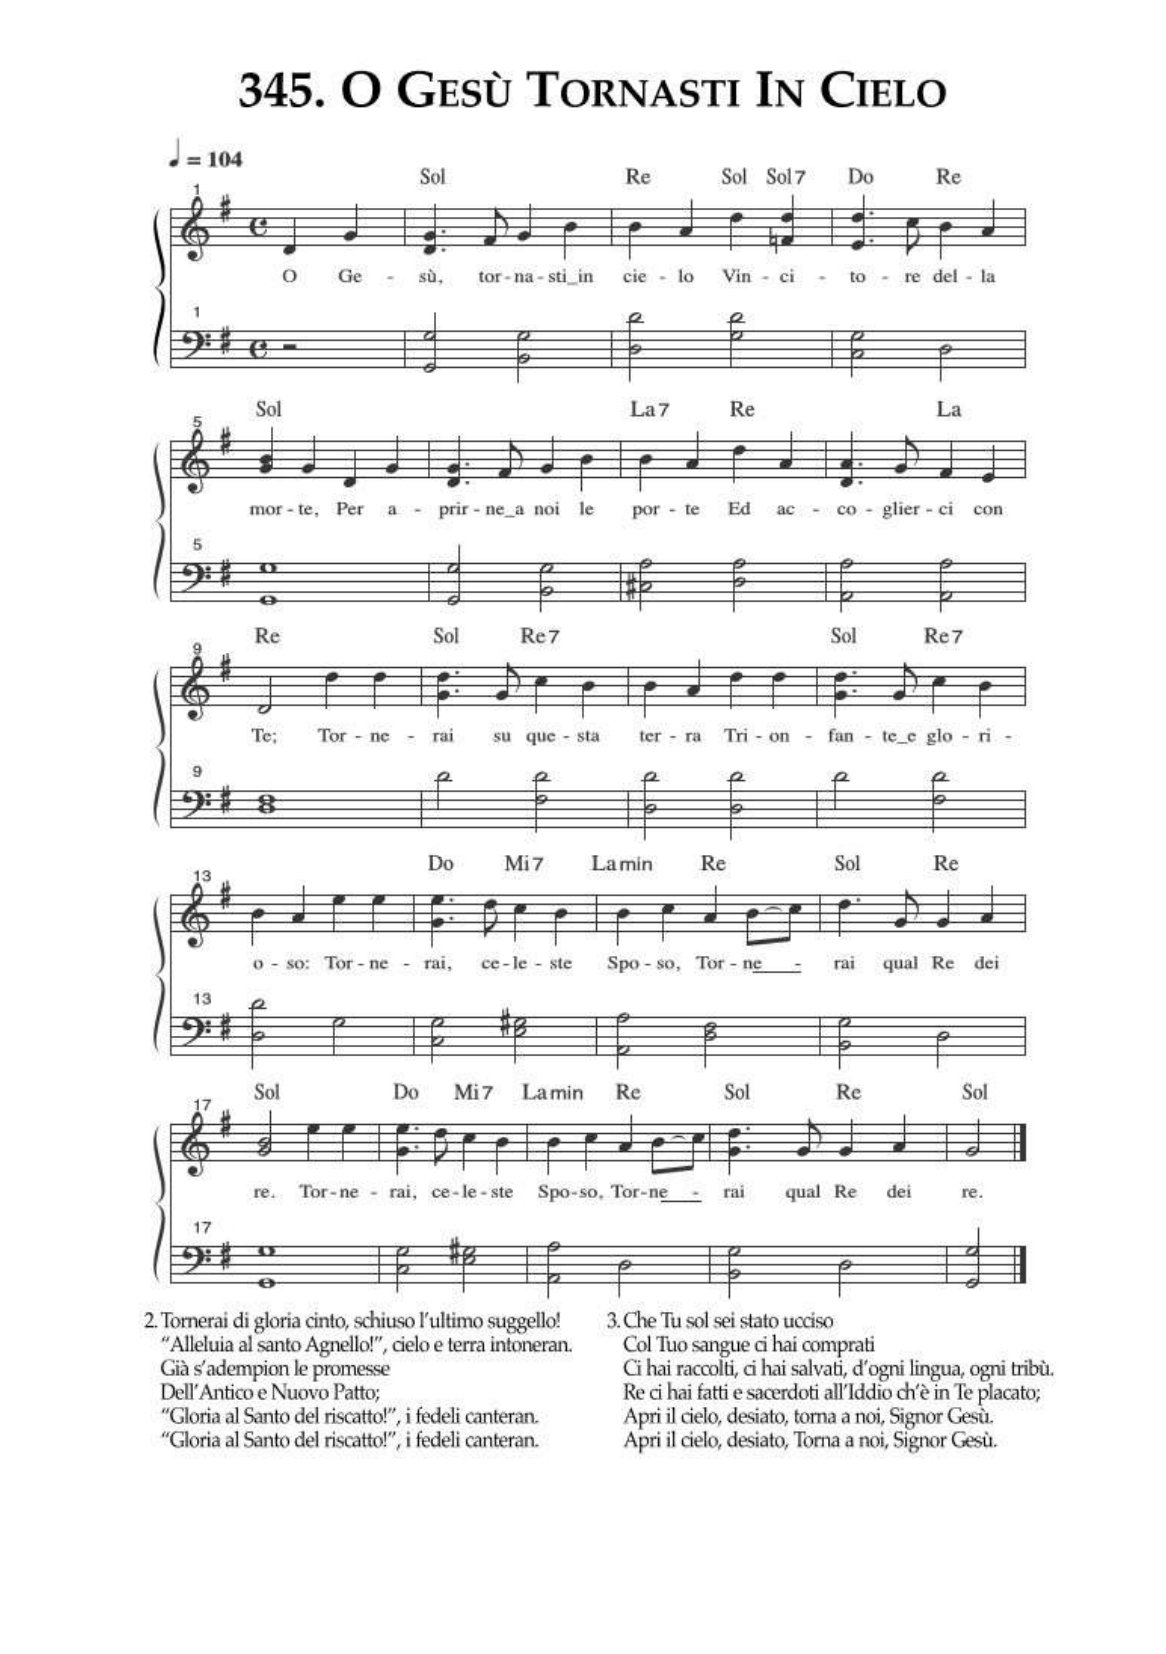 345. O Gesù Tornasti In Cielo
♩ = 104
Sol Re Sol Sol7 Do Re
1
O Ge - sù, tor - na - sti_in cie - lo Vin - ci - to - re del - la
1
Sol La7 Re La
5
mor - te, Per a - prir - ne_a noi le por - te Ed ac - co - glier - ci con
5
Re Sol Re7 Sol Re7
9
Te; Tor - ne - rai su que - sta ter - ra Tri - on - fan - te_e glo - ri -
9
Do Mi7 Lamin Re Sol Re
13
o - so: Tor - ne - rai, ce - le - ste Spo - so, Tor - ne - rai qual Re dei
13
Sol Do Mi7 Lamin Re Sol Re Sol
17
re. Tor - ne - rai, ce - le - ste Spo - so, Tor - ne - rai qual Re dei re.
17
2. Tornerai di gloria cinto, schiuso l'ultimo suggello!
“Alleluia al santo Agnello!”, cielo e terra intoneran.
Già s'adempion le promesse
Dell'Antico e Nuovo Patto;
“Gloria al Santo del riscatto!”, i fedeli canteran.
“Gloria al Santo del riscatto!”, i fedeli canteran.
3. Che Tu sol sei stato ucciso
Col Tuo sangue ci hai comprati
Ci hai raccolti, ci hai salvati, d'ogni lingua, ogni tribù.
Re ci hai fatti e sacerdoti all'Iddio ch'è in Te placato;
Apri il cielo, desiato, torna a noi, Signor Gesù.
Apri il cielo, desiato, Torna a noi, Signor Gesù.